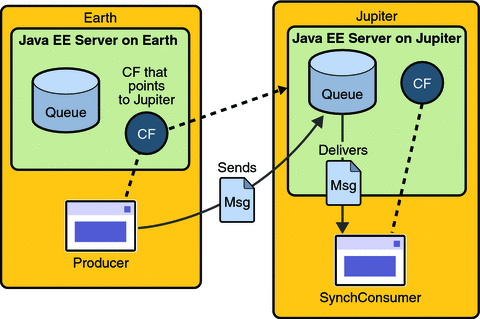 Earth
Java EE Server on Earth
Queue
CF that
points
to Jupiter
CF
Producer
Sends
Msg
Jupiter
Java EE Server on Jupiter
Queue
CF
Delivers
Msg
SynchConsumer